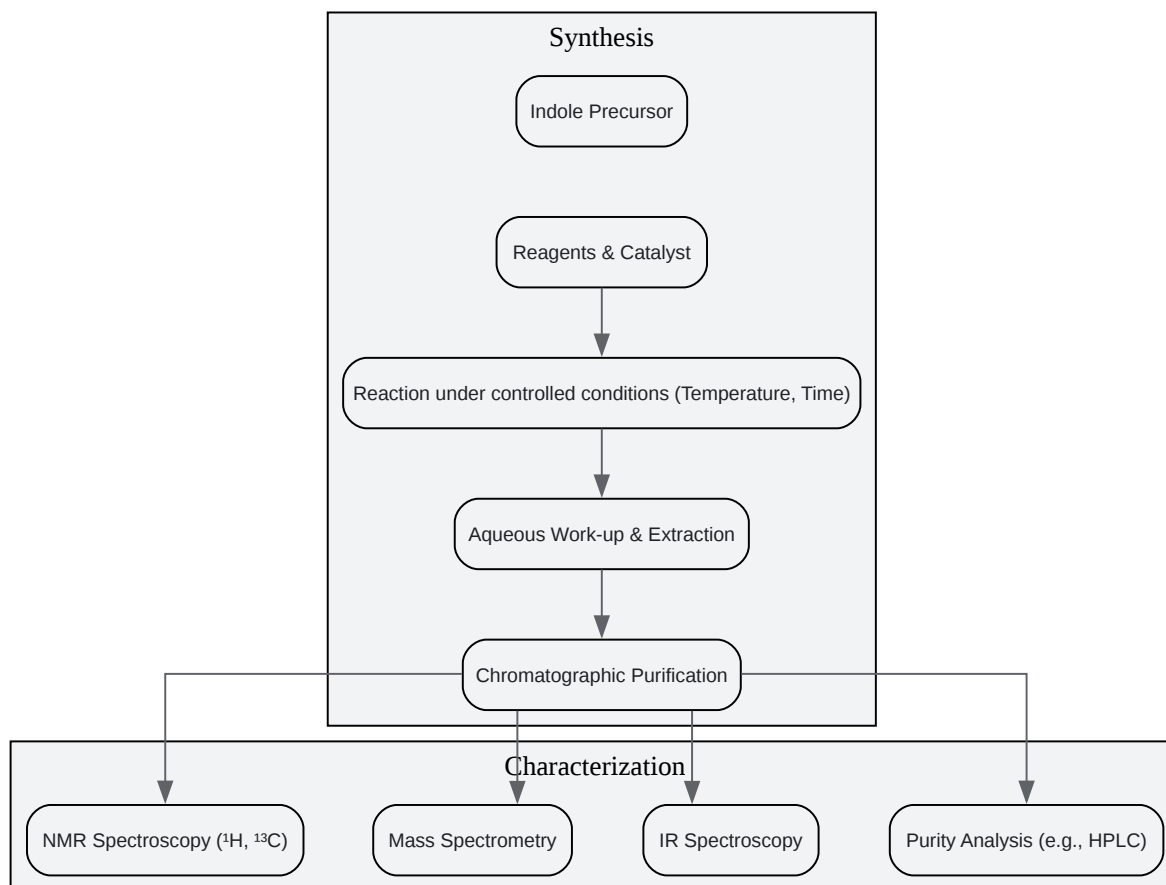 Synthesis
Indole Precursor
Reagents & Catalyst
Reaction under controlled conditions (Temperature, Time)
Aqueous Work-up & Extraction
Chromatographic Purification
Characterization
NMR Spectroscopy (¹H, ¹³C)
Mass Spectrometry
IR Spectroscopy
Purity Analysis (e.g., HPLC)